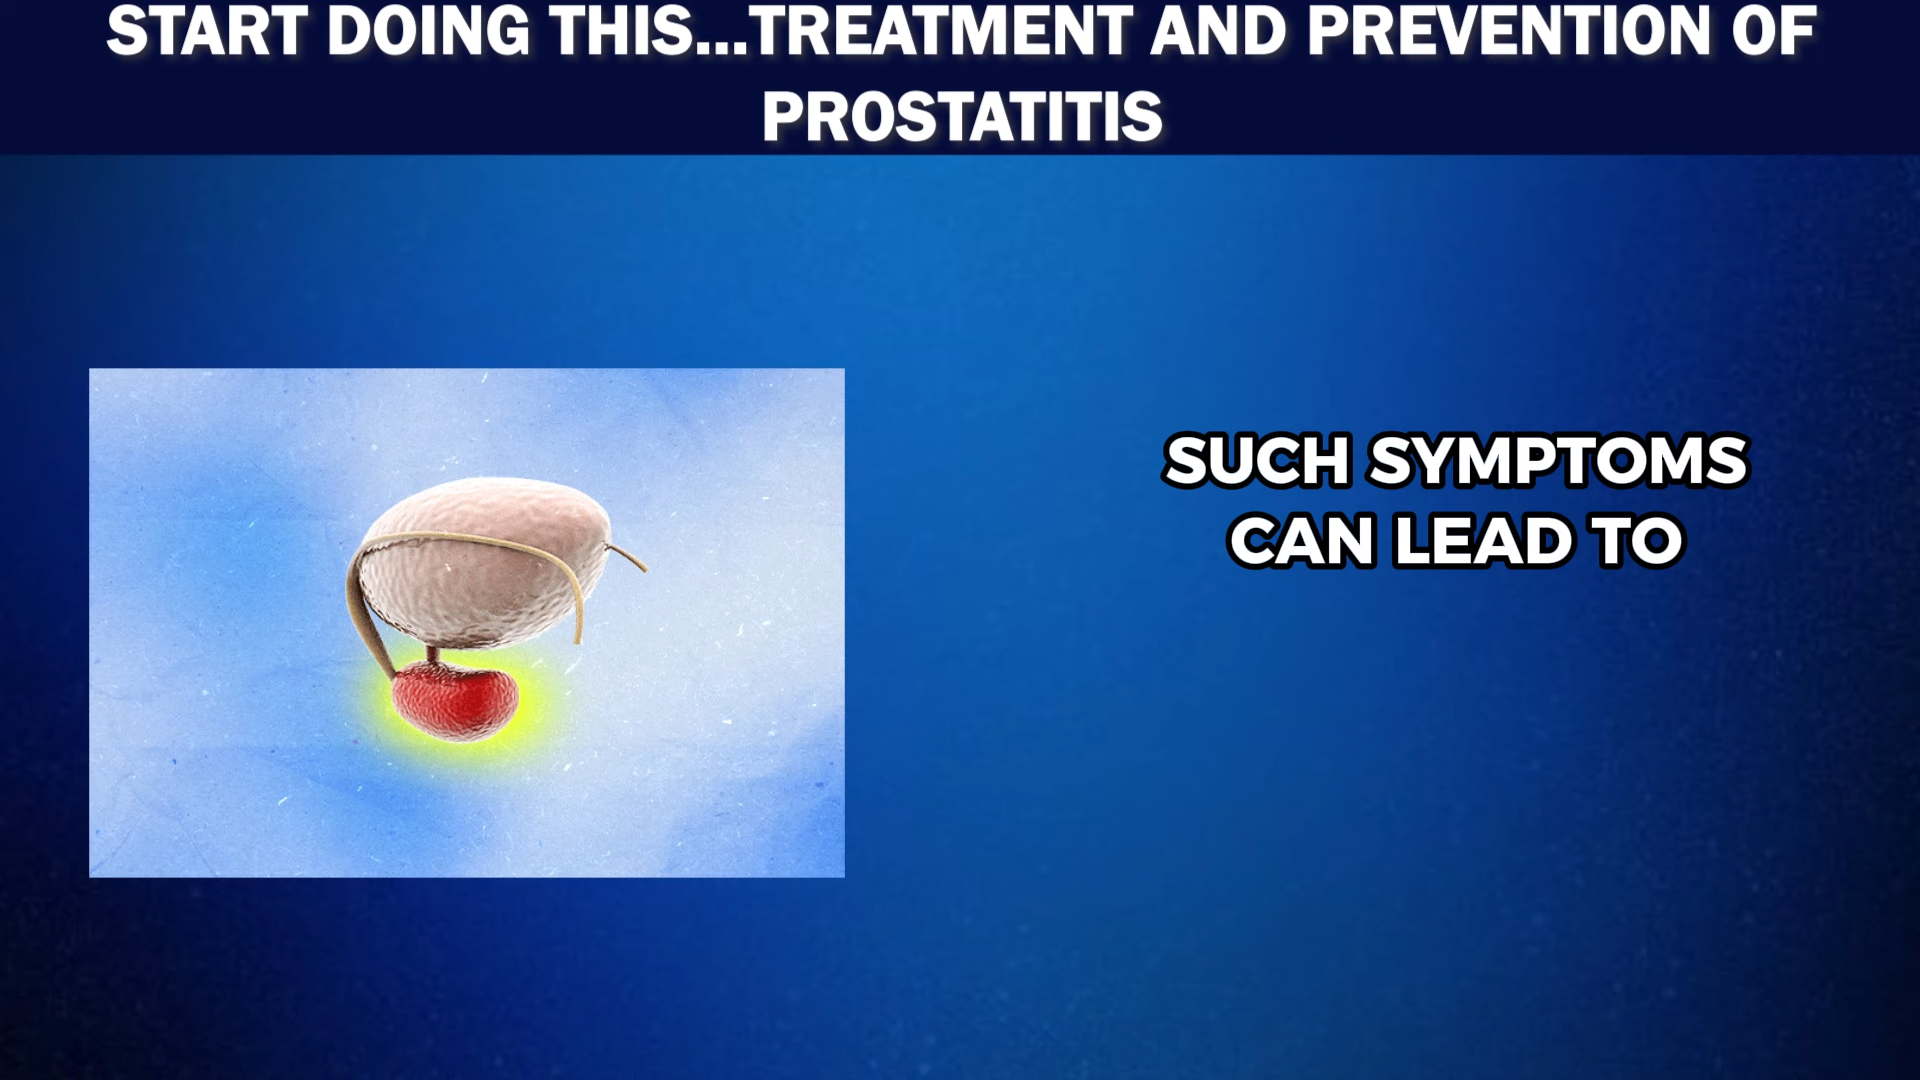 START DOING THIS...TREATMENT AND PREVENTION OF
PROSTATITIS
SUCH SYMPTOMS
CAN LEAD TO